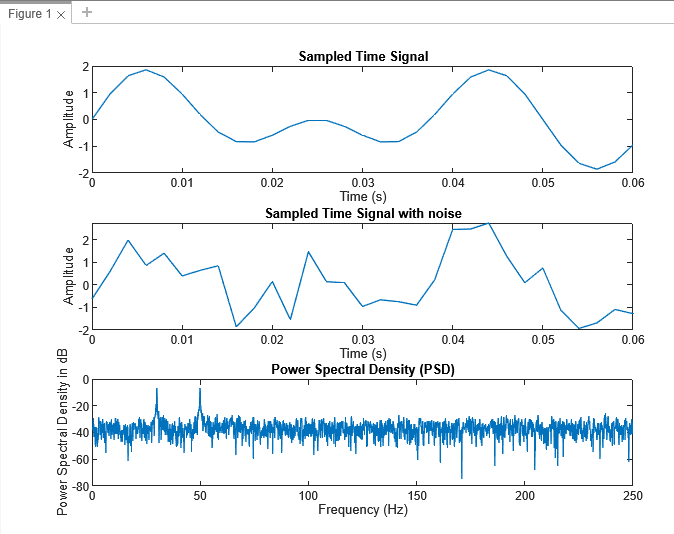 Figure 1 × +
Sampled Time Signal
Amplitude
2
1
0
-1
-2
0 0.01 0.02 0.03 0.04 0.05 0.06
Time (s)
Sampled Time Signal with noise
Amplitude
2
1
0
-1
-2
0 0.01 0.02 0.03 0.04 0.05 0.06
Time (s)
Power Spectral Density (PSD)
Power Spectral Density in dB
0
-20
-40
-60
-80
0 50 100 150 200 250
Frequency (Hz)